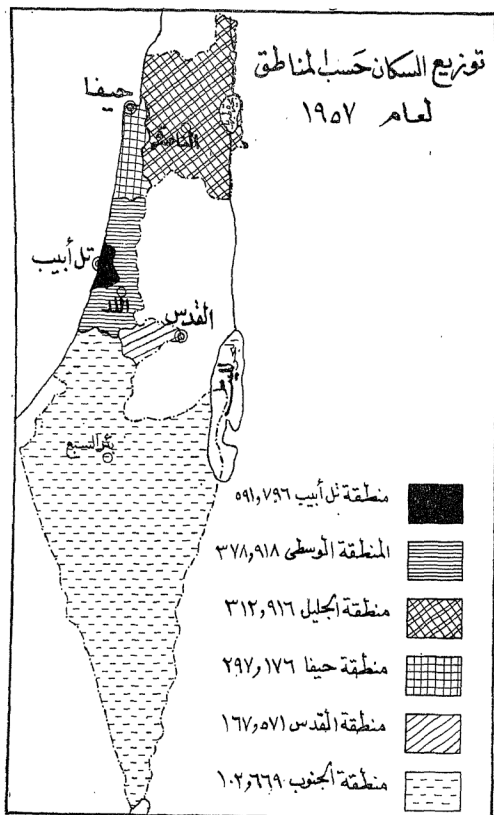 توزيع السكان حسب المناطق
لعام ١٩٥٧
حيفا
الناصرة
تل أبيب
اللد
القدس
بئر السبع
منطقة تل أبيب ٥٩١,٧٩٦
المنطقة الوسطى ٣٧٨,٩١٨
منطقة الجليل ٣١٢,٩١٦
منطقة حيفا ٢٩٧,١٧٦
منطقة القدس ١٦٧,٥٧١
منطقة الجنوب ١٠٢,٦٦٩